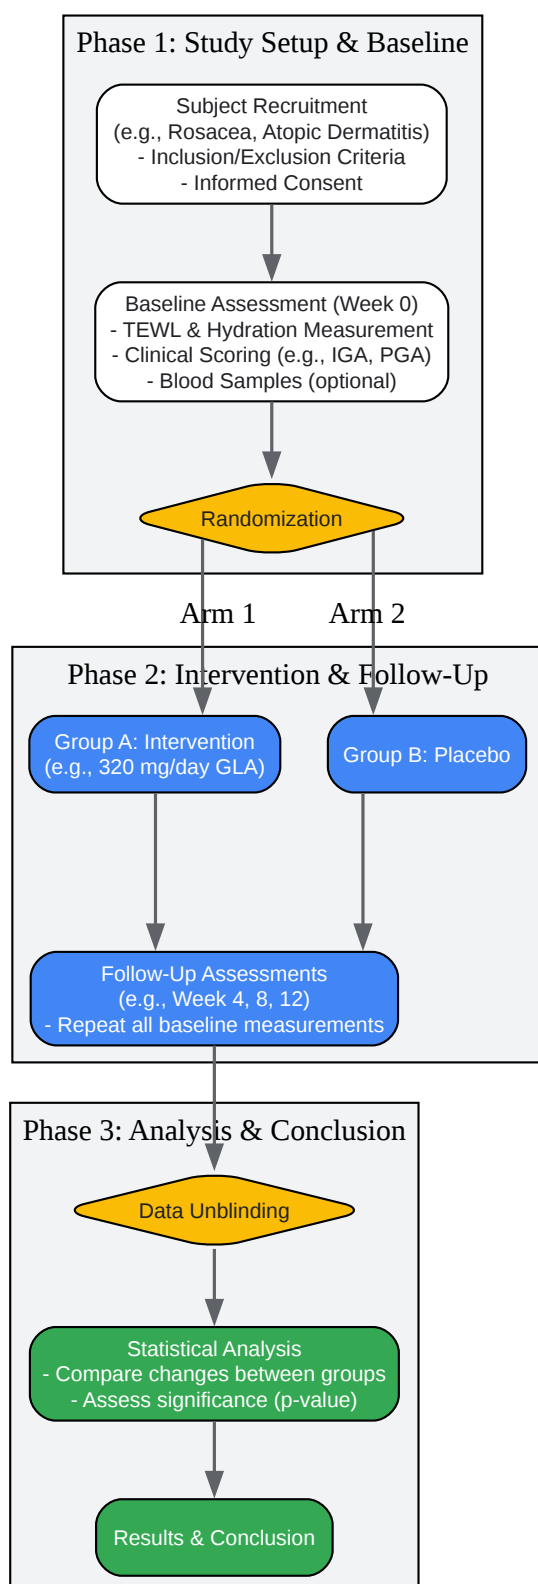 Phase 1: Study Setup & Baseline
Subject Recruitment
(e.g., Rosacea, Atopic Dermatitis)
- Inclusion/Exclusion Criteria
- Informed Consent
Baseline Assessment (Week 0)
- TEWL & Hydration Measurement
- Clinical Scoring (e.g., IGA, PGA)
- Blood Samples (optional)
Randomization
Arm 1
Arm 2
Phase 2: Intervention & Follow-Up
Group A: Intervention
(e.g., 320 mg/day GLA)
Group B: Placebo
Follow-Up Assessments
(e.g., Week 4, 8, 12)
- Repeat all baseline measurements
Phase 3: Analysis & Conclusion
Data Unblinding
Statistical Analysis
- Compare changes between groups
- Assess significance (p-value)
Results & Conclusion